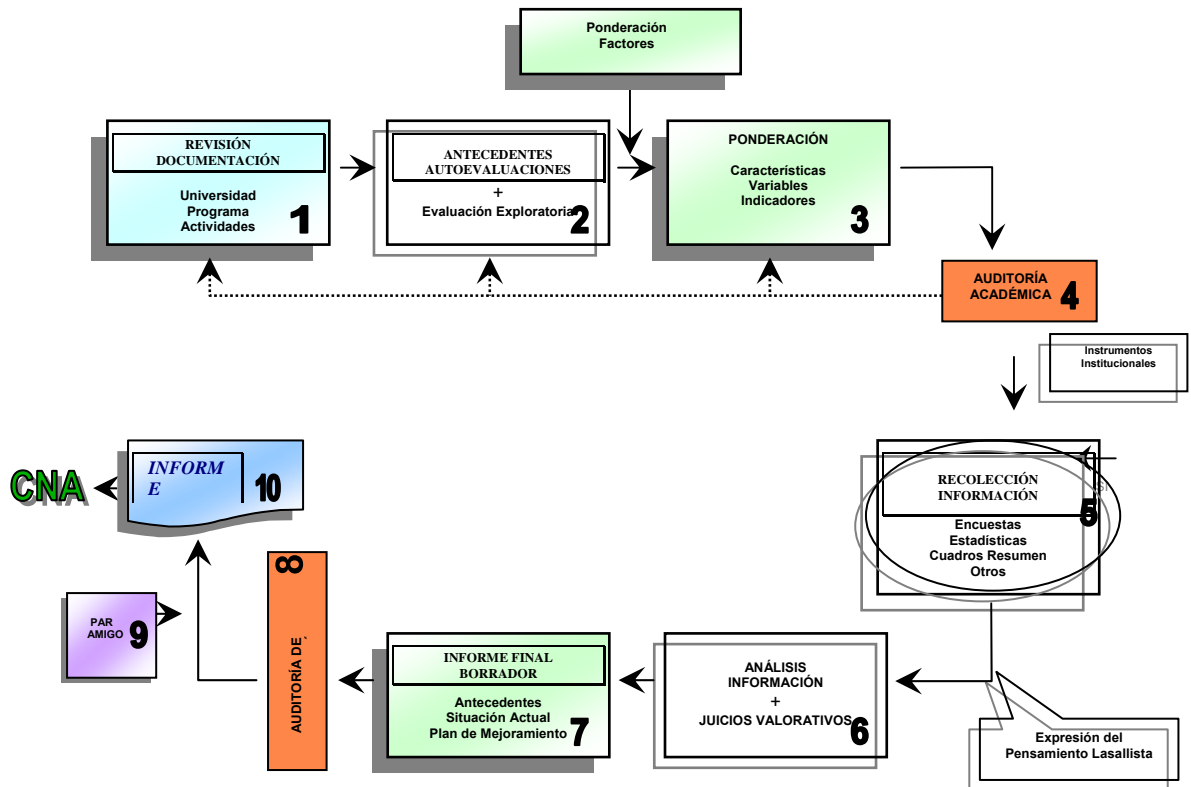 Ponderación
Factores
REVISIÓN
DOCUMENTACIÓN
Universidad
Programa
Actividades
1
ANTECEDENTES
AUTOEVALUACIONES
+
Evaluación Exploratoria
2
PONDERACIÓN
Características
Variables
Indicadores
3
AUDITORÍA
ACADÉMICA
4
Instrumentos
Institucionales
RECOLECCIÓN
INFORMACIÓN
Encuestas
Estadísticas
Cuadros Resumen
Otros
5
ANÁLISIS
INFORMACIÓN
+
JUICIOS VALORATIVOS
6
Expresión del
Pensamiento Lasallista
INFORME FINAL
BORRADOR
Antecedentes
Situación Actual
Plan de Mejoramiento
7
AUDITORÍA DE
8
PAR
AMIGO
9
INFORM
E
10
CNA